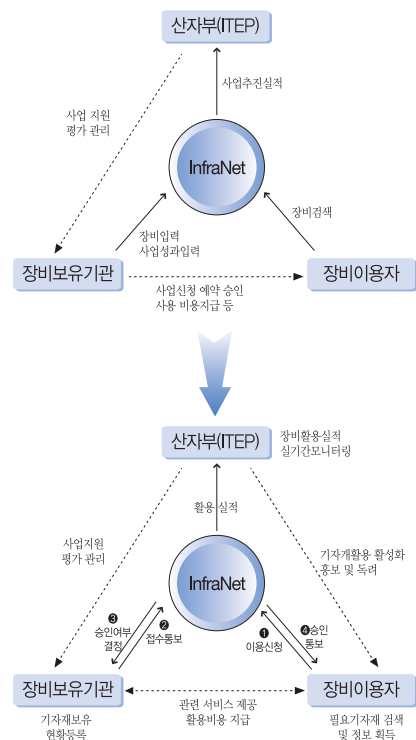 산자부(ITEP)
사업추진실적
사업 지원
평가 관리
InfraNet
장비검색
장비입력
사업성과입력
장비보유기관
장비이용자
사업신청 예약 승인
사용 비용지급 등
산자부(ITEP)
장비활용실적
실기간모니터링
활용 실적
사업지원
평가 관리
기자개활용 활성화
홍보 및 독려
InfraNet
❸
승인여부
결정
❷
접수통보
❶
이용신청
❹승인
통보
장비보유기관
관련 서비스 제공
활용비용 지급
장비이용자
기자재보유
현황등록
필요기자재 검색
및 정보 획득